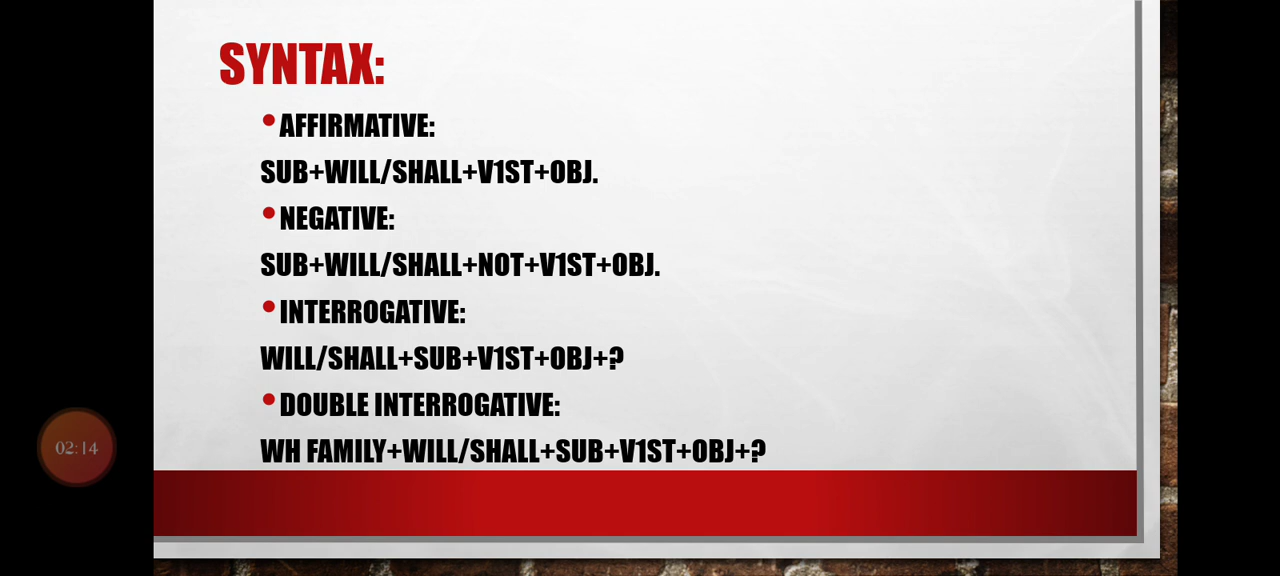 SYNTAX:
•AFFIRMATIVE:
SUB+WILL/SHALL+V1ST+OBJ.
•NEGATIVE:
SUB+WILL/SHALL+NOT+V1ST+OBJ.
•INTERROGATIVE:
WILL/SHALL+SUB+V1ST+OBJ+?
•DOUBLE INTERROGATIVE:
WH FAMILY+WILL/SHALL+SUB+V1ST+OBJ+?
02:14